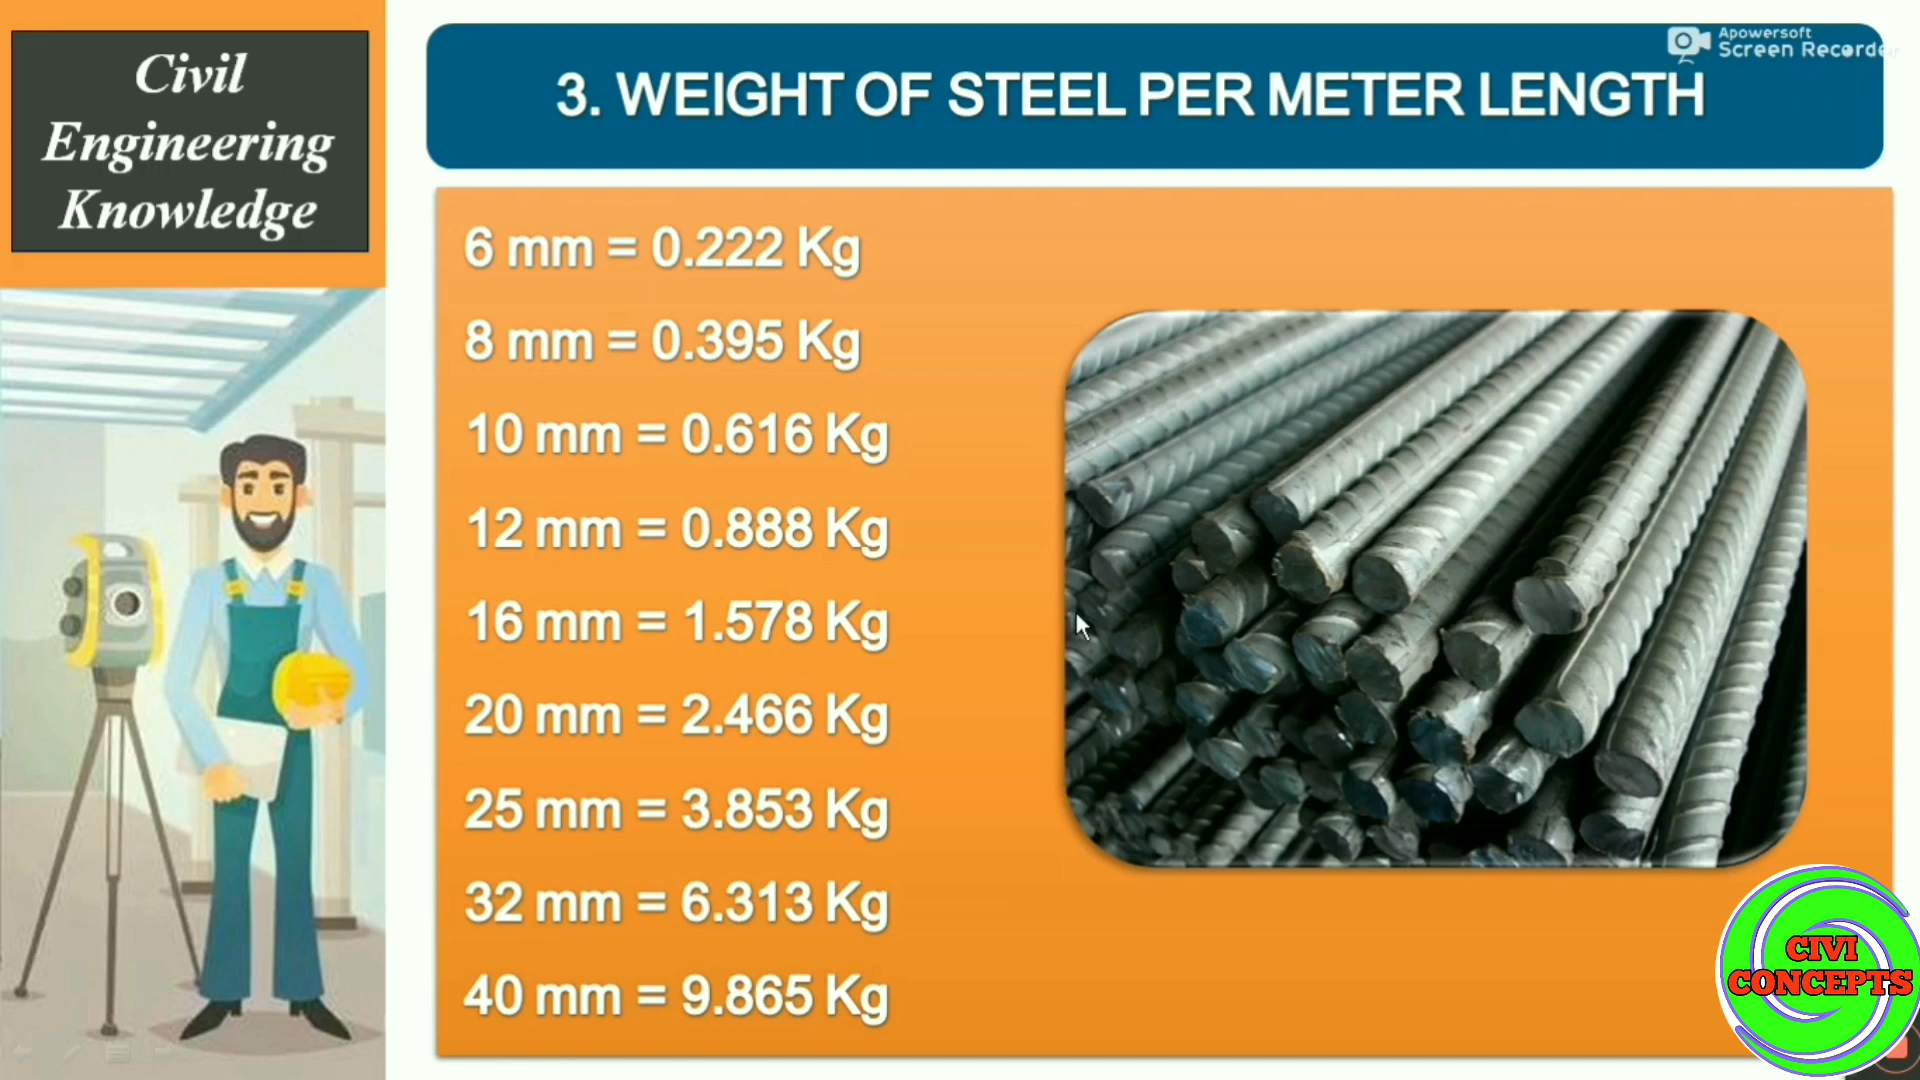 Civil
Engineering
Knowledge
Apowersoft
Screen Recorder
3. WEIGHT OF STEEL PER METER LENGTH
6 mm = 0.222 Kg
8 mm = 0.395 Kg
10 mm = 0.616 Kg
12 mm = 0.888 Kg
16 mm = 1.578 Kg
20 mm = 2.466 Kg
25 mm = 3.853 Kg
32 mm = 6.313 Kg
40 mm = 9.865 Kg
CIVI
CONCEPTS